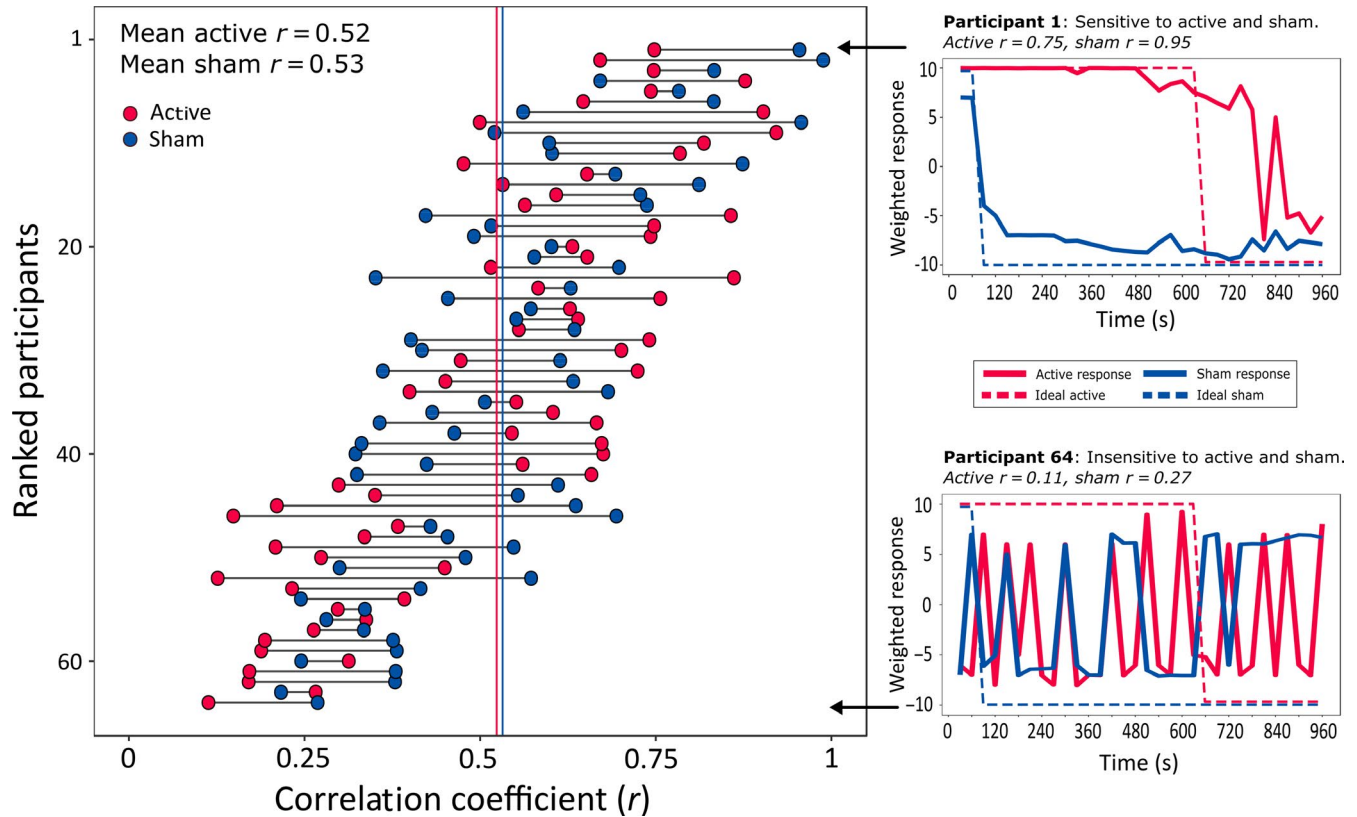 Mean active r = 0.52
Mean sham r = 0.53
Active
Sham
Ranked participants
1
20
40
60
0
0.25
0.5
0.75
1
Correlation coefficient (r)
Participant 1: Sensitive to active and sham.
Active r = 0.75, sham r = 0.95
Weighted response
10
5
0
-5
-10
0
120
240
360
480
600
720
840
960
Time (s)
Active response
Sham response
Ideal active
Ideal sham
Participant 64: Insensitive to active and sham.
Active r = 0.11, sham r = 0.27
Weighted response
10
5
0
−5
−10
0
120
240
360
480
600
720
840
960
Time (s)